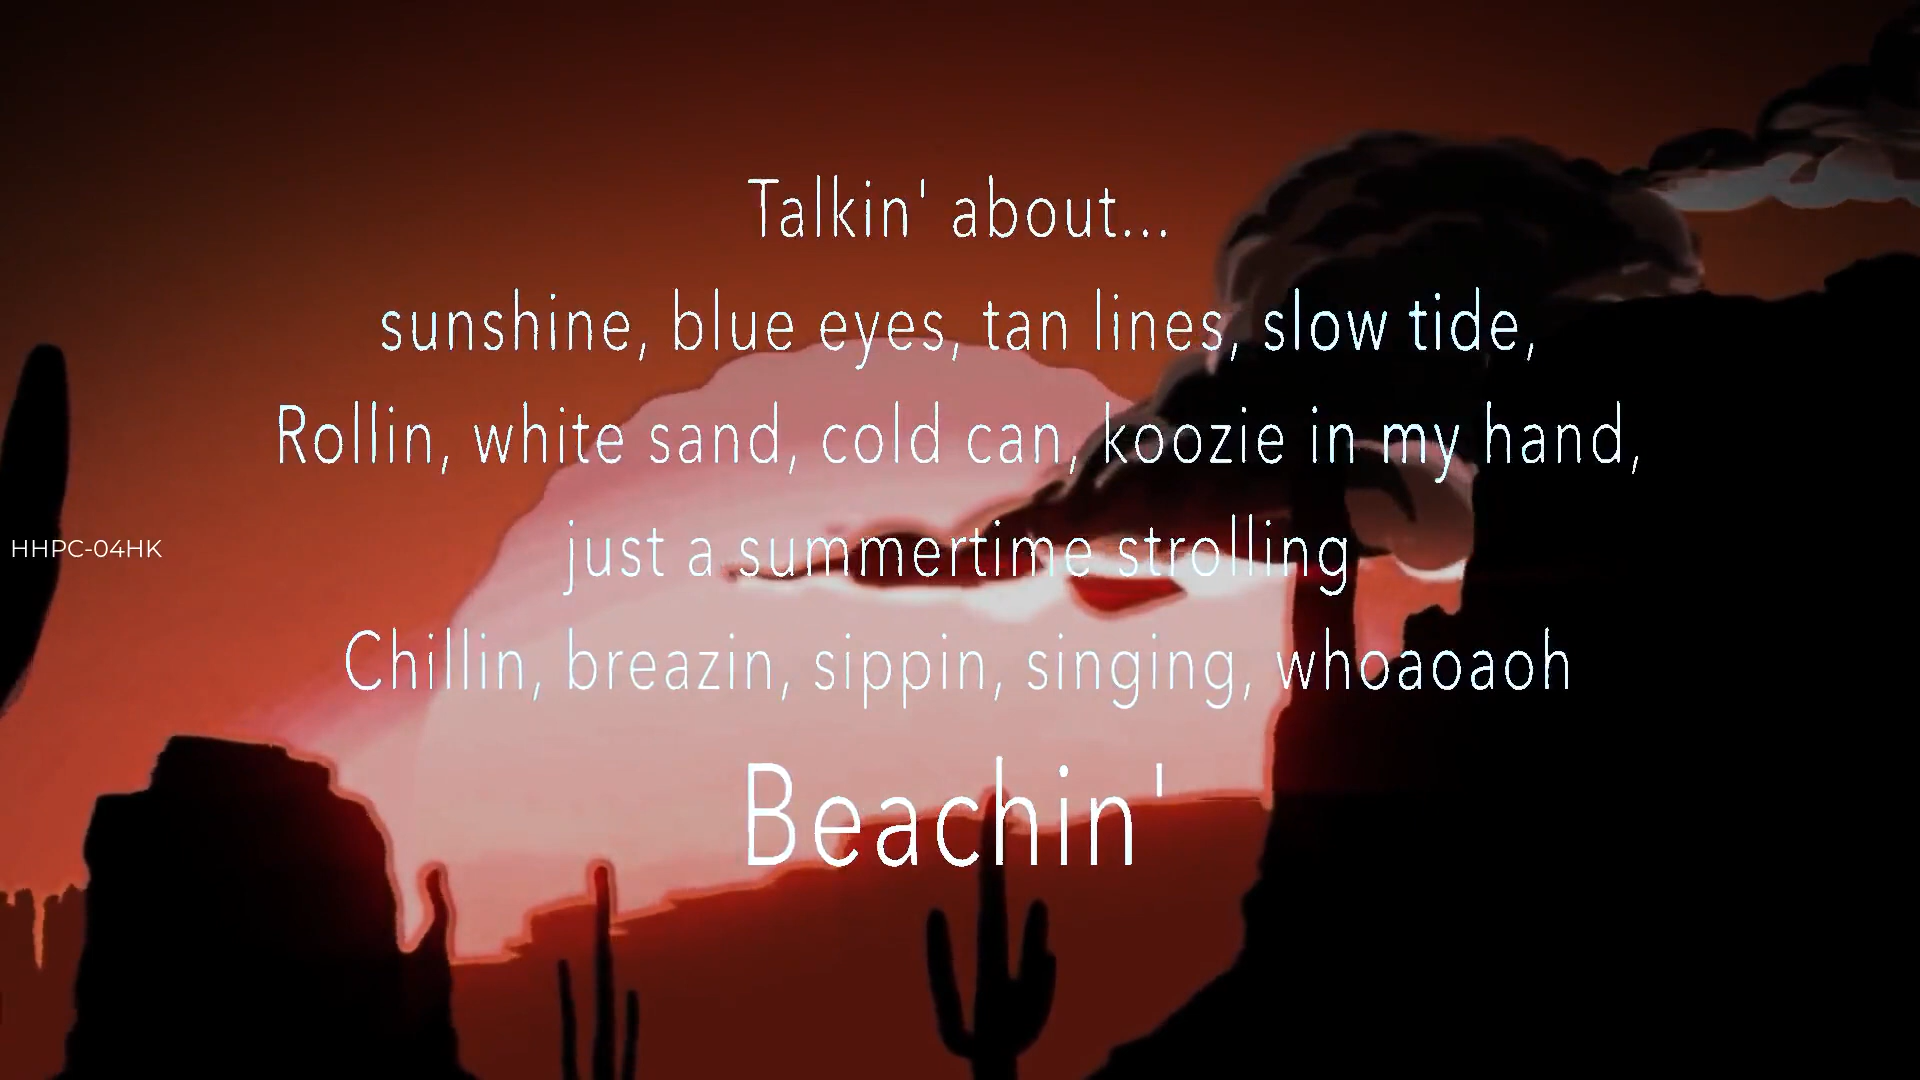 Talkin' about...
sunshine, blue eyes, tan lines, slow tide,
Rollin, white sand, cold can, koozie in my hand,
just a summertime strolling
HHPC-04HK
Chillin, breazin, sippin, singing, whoaoaoh
Beachin'